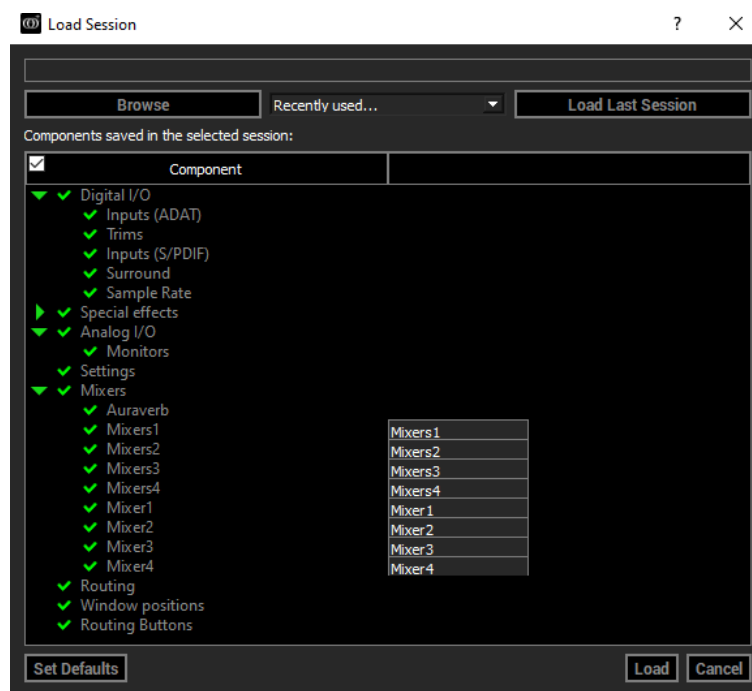 Load Session
?
Browse
Recently used...
Load Last Session
Components saved in the selected session:
Component
Digital I/O
Inputs (ADAT)
Trims
Inputs (S/PDIF)
Surround
Sample Rate
Special effects
Analog I/O
Monitors
Settings
Mixers
Auraverb
Mixers1 Mixers1
Mixers2 Mixers2
Mixers3 Mixers3
Mixers4 Mixers4
Mixer1 Mixer1
Mixer2 Mixer2
Mixer3 Mixer3
Mixer4 Mixer4
Routing
Window positions
Routing Buttons
Set Defaults Load Cancel